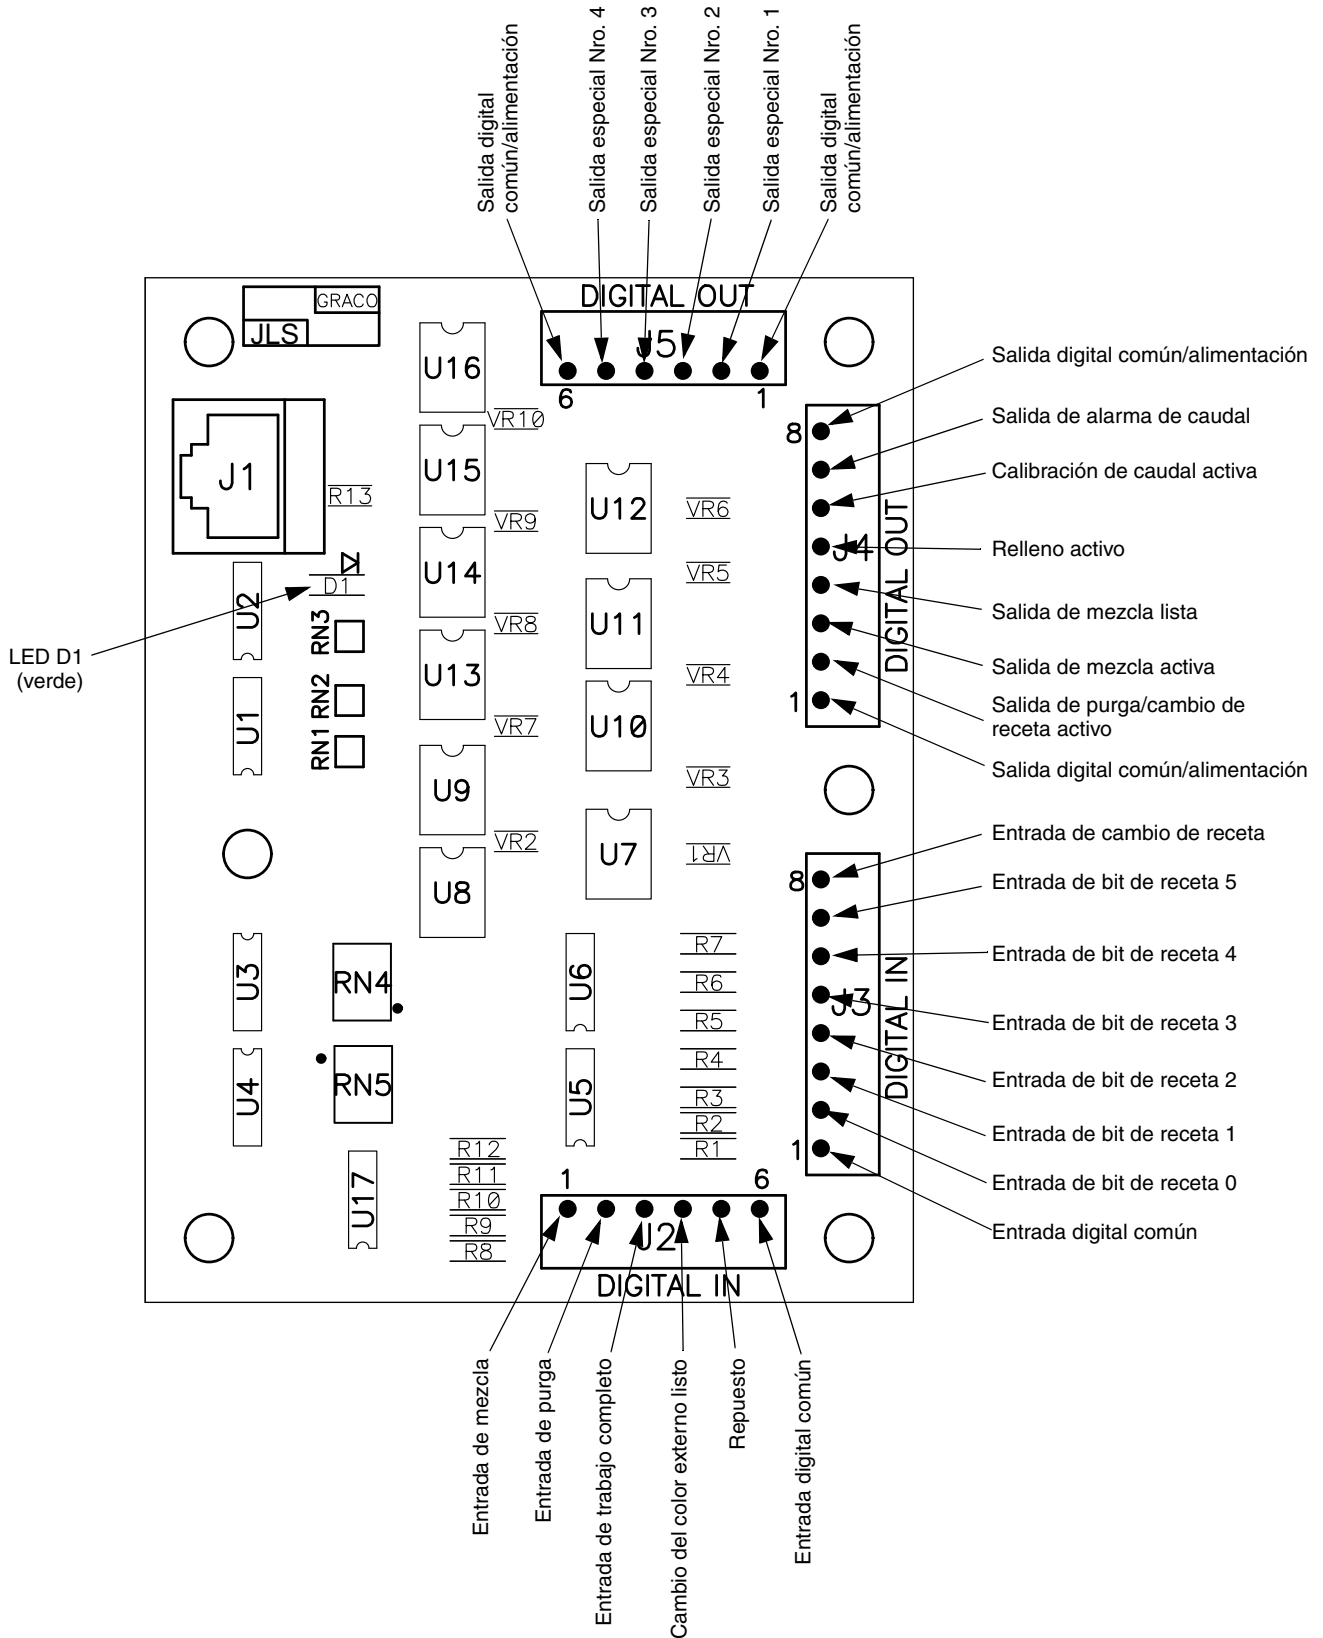 Salida digital
común/alimentación
Salida especial Nro. 4
Salida especial Nro. 3
Salida especial Nro. 2
Salida especial Nro. 1
Salida digital
común/alimentación
GRACO
JLS
DIGITAL OUT
J5
6
1
J1
R13
D1
LED D1
(verde)
U2
U1
RN3
RN2
RN1
U16
VR10
U15
VR9
U14
VR8
U13
VR7
U9
VR2
U8
U12
VR6
U11
VR5
U10
VR4
VR3
U7
VR1
8
J4
1
DIGITAL OUT
Salida digital común/alimentación
Salida de alarma de caudal
Calibración de caudal activa
Relleno activo
Salida de mezcla lista
Salida de mezcla activa
Salida de purga/cambio de
receta activo
Salida digital común/alimentación
8
J3
1
DIGITAL IN
Entrada de cambio de receta
Entrada de bit de receta 5
Entrada de bit de receta 4
Entrada de bit de receta 3
Entrada de bit de receta 2
Entrada de bit de receta 1
Entrada de bit de receta 0
Entrada digital común
U3
U4
RN4
RN5
U17
U6
U5
R7
R6
R5
R4
R3
R2
R1
R12
R11
R10
R9
R8
1
6
J2
DIGITAL IN
Entrada de mezcla
Entrada de purga
Entrada de trabajo completo
Cambio del color externo listo
Repuesto
Entrada digital común